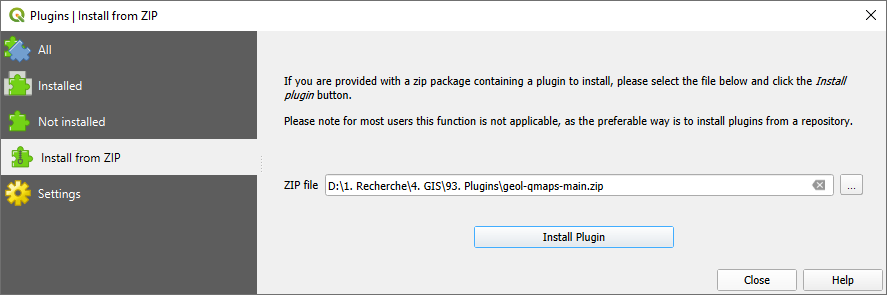 Plugins | Install from ZIP
All
Installed
Not installed
Install from ZIP
Settings
If you are provided with a zip package containing a plugin to install, please select the file below and click the Install
plugin button.
Please note for most users this function is not applicable, as the preferable way is to install plugins from a repository.
ZIP file D:\1. Recherche\4. GIS\93. Plugins\geol-qmaps-main.zip ...
Install Plugin
Close Help